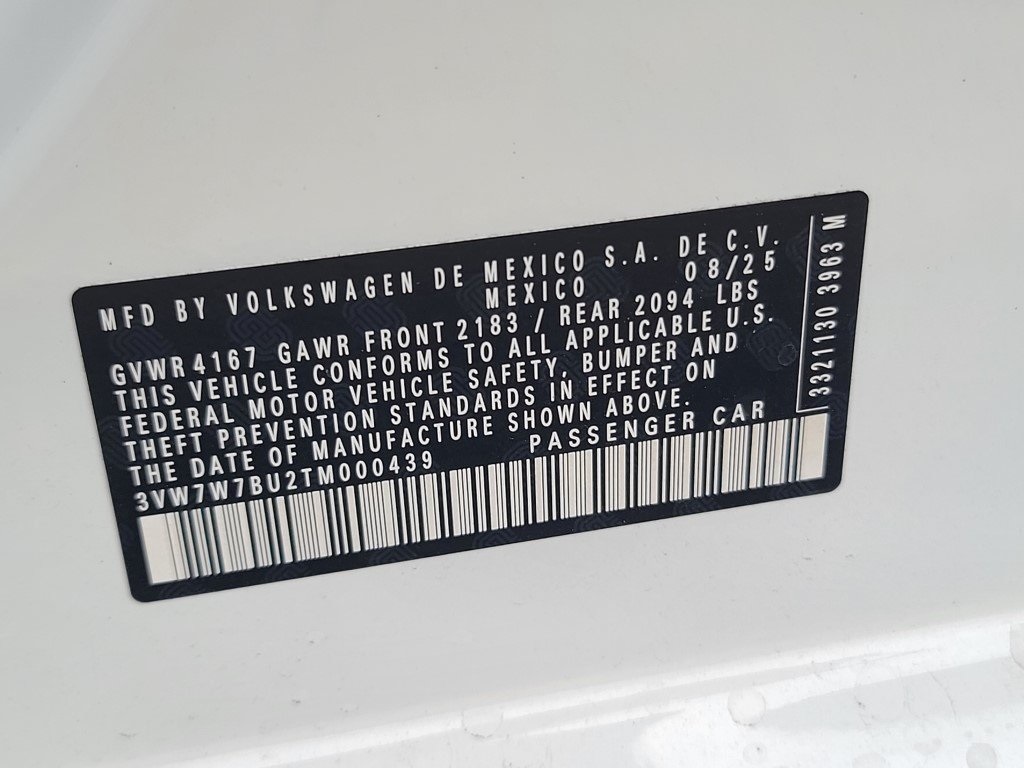 MFD BY VOLKSWAGEN DE MEXICO S.A. DE C.V.
MEXICO 08/25
GVWR 4167 GAWR FRONT 2183 / REAR 2094 LBS
THIS VEHICLE CONFORMS TO ALL APPLICABLE U.S.
FEDERAL MOTOR VEHICLE SAFETY, BUMPER AND
THEFT PREVENTION STANDARDS IN EFFECT ON
THE DATE OF MANUFACTURE SHOWN ABOVE.
3VW7W7BU2TM000439 PASSENGER CAR
3321130 3963 M